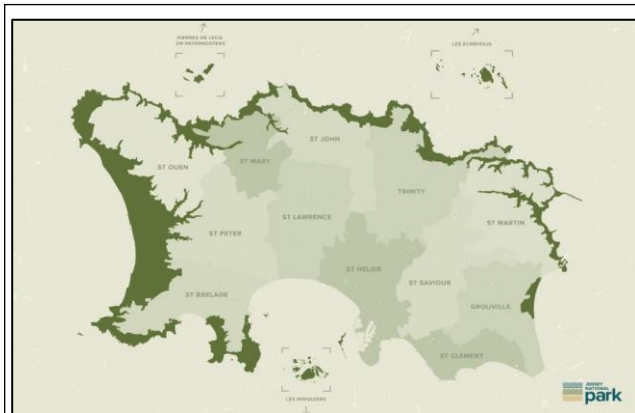 PIERRES DE LECQ
OR PATERNOSTERS
LES ECRÉHOUS
ST JOHN
ST MARY
ST OUEN
TRINITY
ST LAWRENCE
ST MARTIN
ST PETER
ST HELIER
ST SAVIOUR
ST BRELADE
GROUVILLE
ST CLEMENT
LES MINQUIERS
JERSEY
NATIONAL
park